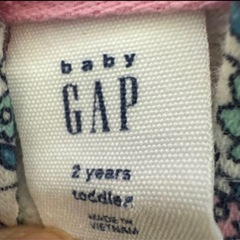 baby
GAP
2 years
toddler
MADE IN
VIETNAM